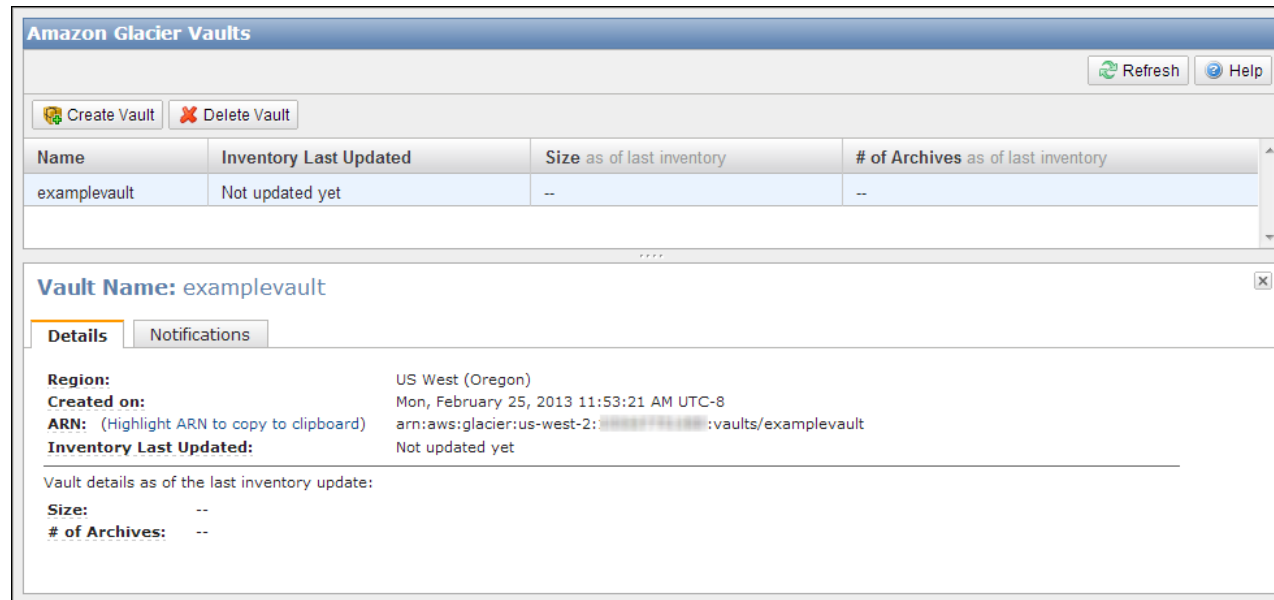 Amazon Glacier Vaults
Refresh Help
Create Vault Delete Vault
Name Inventory Last Updated Size as of last inventory # of Archives as of last inventory
examplevault Not updated yet -- --
Vault Name: examplevault
Details Notifications
Region: US West (Oregon)
Created on: Mon, February 25, 2013 11:53:21 AM UTC-8
ARN: (Highlight ARN to copy to clipboard) arn:aws:glacier:us-west-2: :vaults/examplevault
Inventory Last Updated: Not updated yet
Vault details as of the last inventory update:
Size: --
# of Archives: --